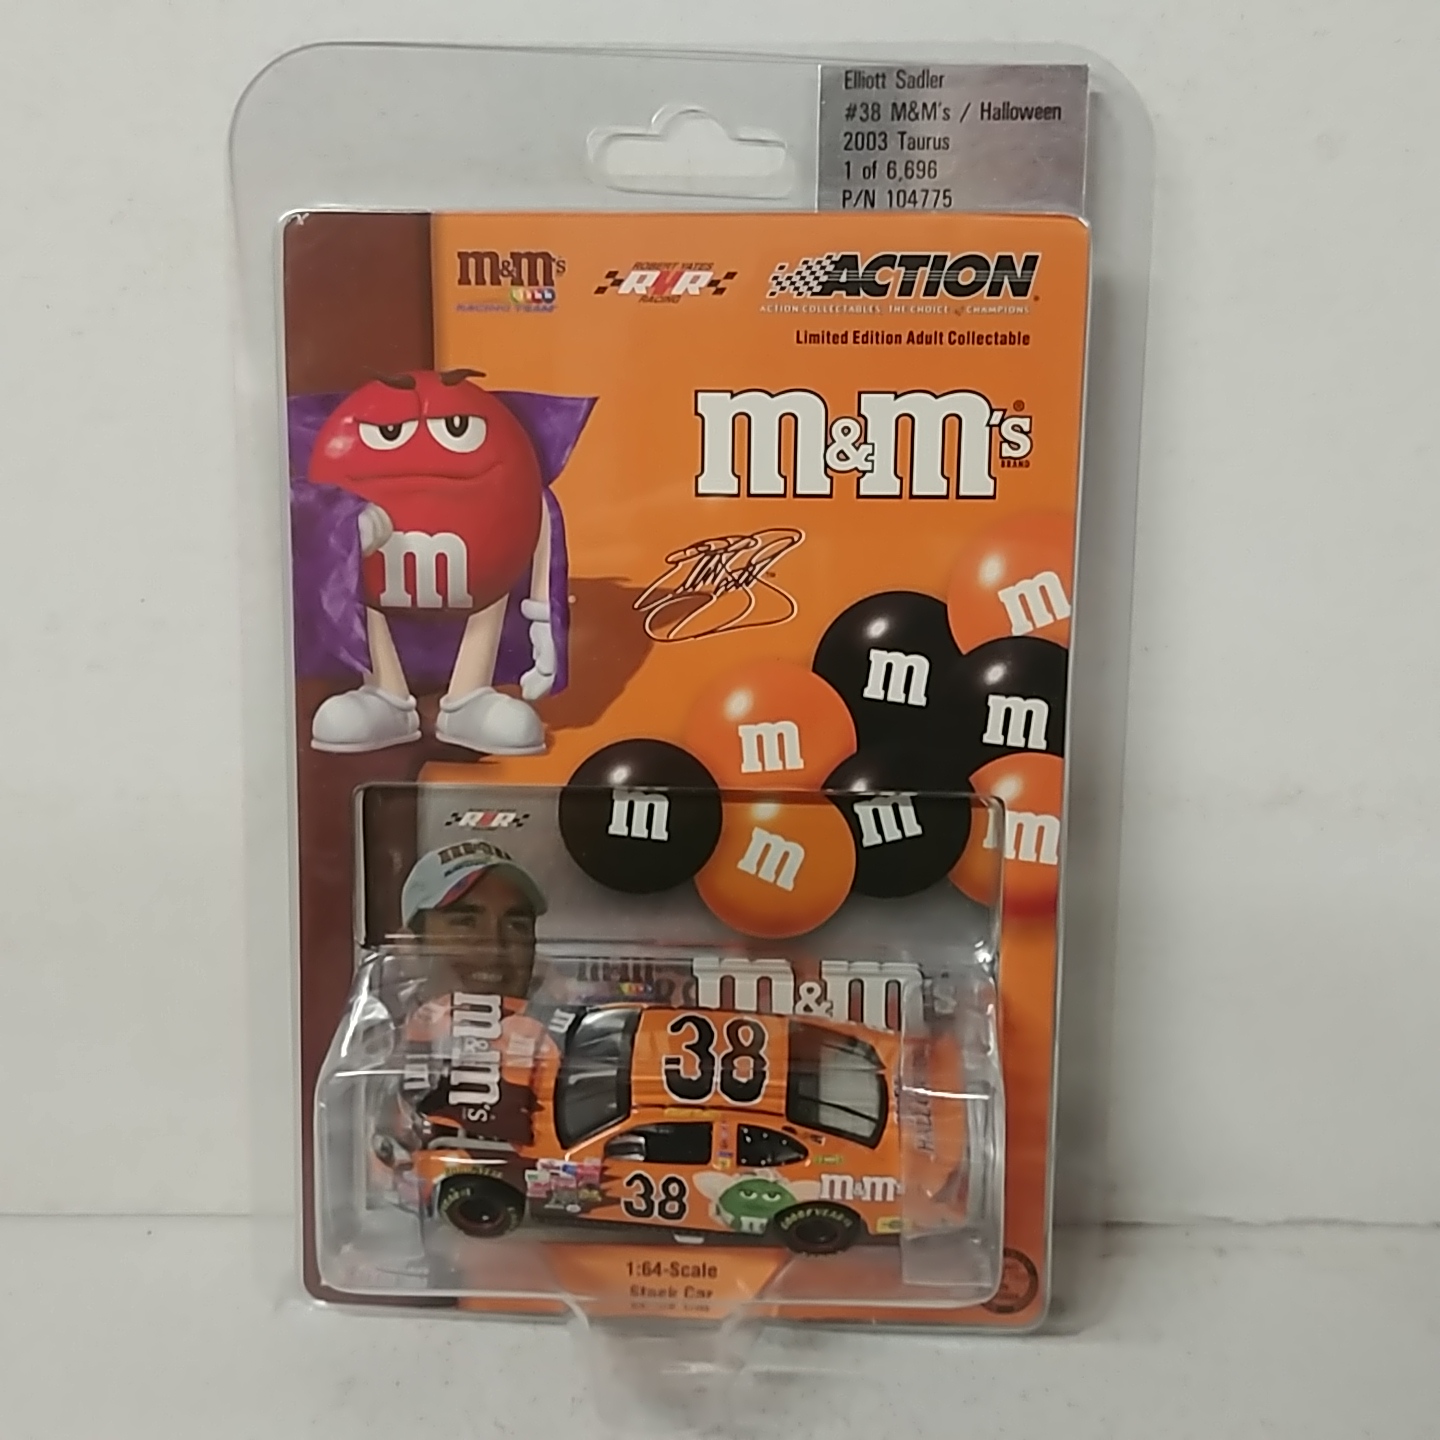 Elliott Sadler
#38 M&M's / Halloween
2003 Taurus
1 of 6,696
P/N 104775
m&m's
RACING TEAM
ROBERT YATES
RYR
RACING
ACTION
ACTION COLLECTABLES, THE CHOICE of CHAMPIONS
Limited Edition Adult Collectable
m&m's®
BRAND
m
m
m
m
m
m
m
m
m
RYR
m&m
m&m's
38
38
m&m's
m
GOODYEAR
1:64-Scale
Stock Car